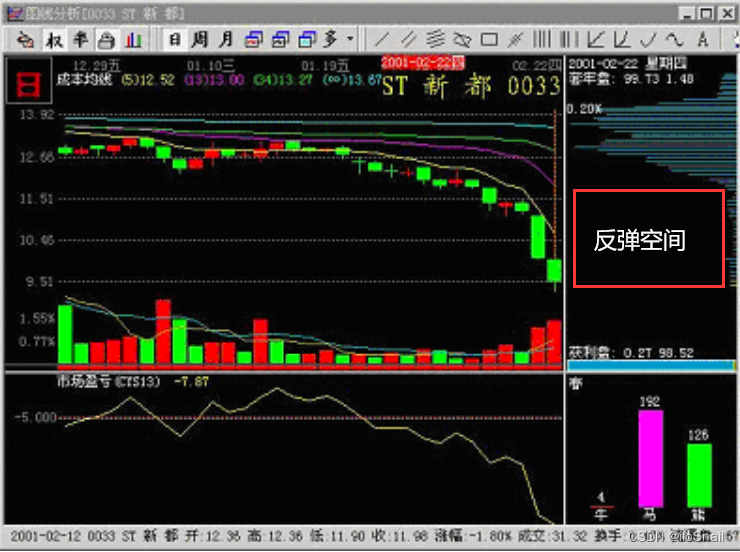 图线分析[0033 ST 新 都]
权 日 周 月 多 A
日
12.29五 01.10三 01.19五 2001-02-22四 02.22四
成本均线 (5)12.52 (13)13.00 (34)13.27 (∞)13.67
ST 新 都 0033
2001-02-22 星期四
套牢盘: 99.73 1.48
0.20%
13.92
12.66
11.51
10.46
9.51
1.55%
0.77%
反弹空间
获利盘: 0.2T 98.52
市场盈亏(CYS13) -7.87
-5.000
192
126
4
牛 马 熊
2001-02-12 0033 ST 新 都 开:12.36 高:12.36 低:11.90 收:11.98 涨幅:-1.80% 成交:31.32 换手:
CSDN @